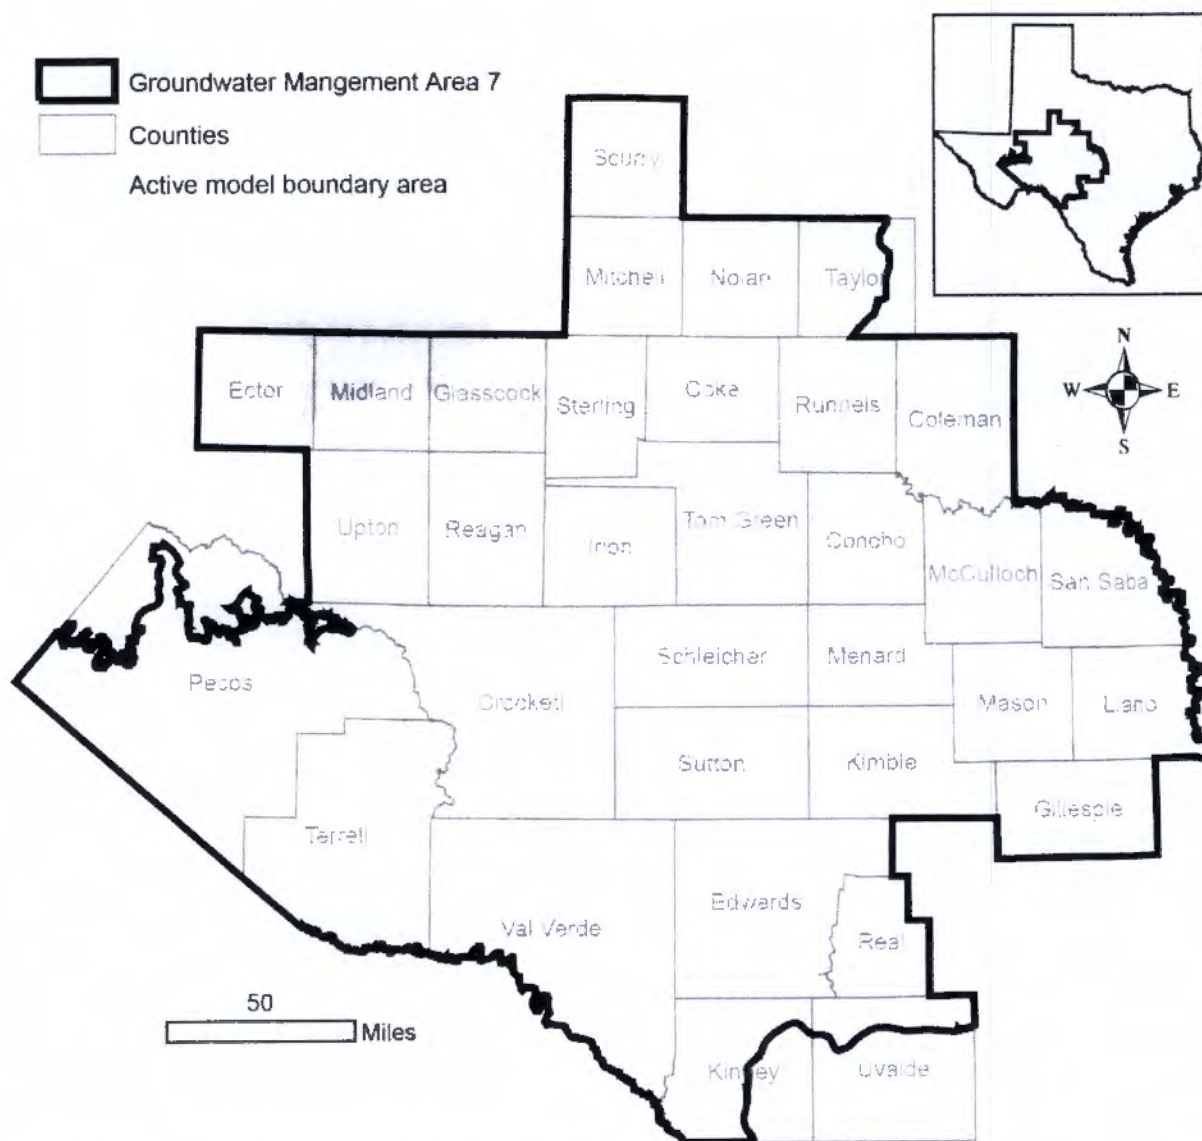 Groundwater Mangement Area 7
Counties
Active model boundary area
Scurry
Mitchell
Nolan
Taylor
N
W
E
S
Ector
Midland
Glasscock
Sterling
Coke
Runnels
Coleman
Upton
Reagan
Irion
Tom Green
Concho
McCulloch
San Saba
Pecos
Crockett
Schleicher
Menard
Mason
Llano
Sutton
Kimble
Gillespie
Terrell
Val Verde
Edwards
Real
50
Miles
Kinney
Uvalde